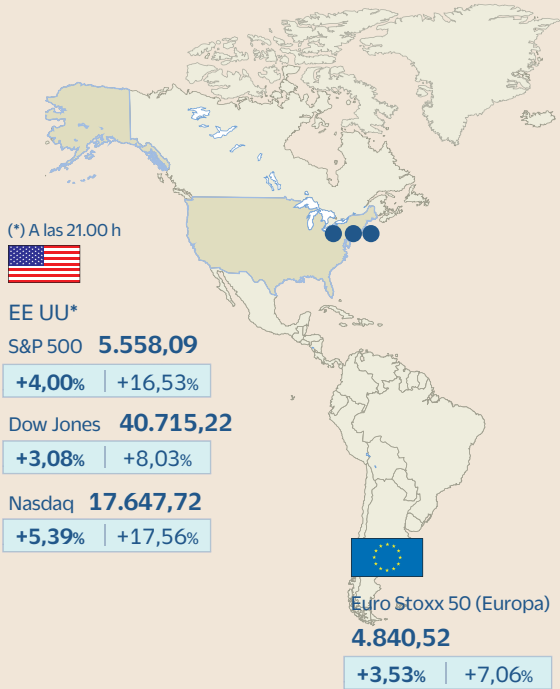 (*) A las 21.00 h
EE UU*
S&P 500 5.558,09
+4,00% +16,53%
Dow Jones 40.715,22
+3,08% +8,03%
Nasdaq 17.647,72
+5,39% +17,56%
Euro Stoxx 50 (Europa)
4.840,52
+3,53% +7,06%